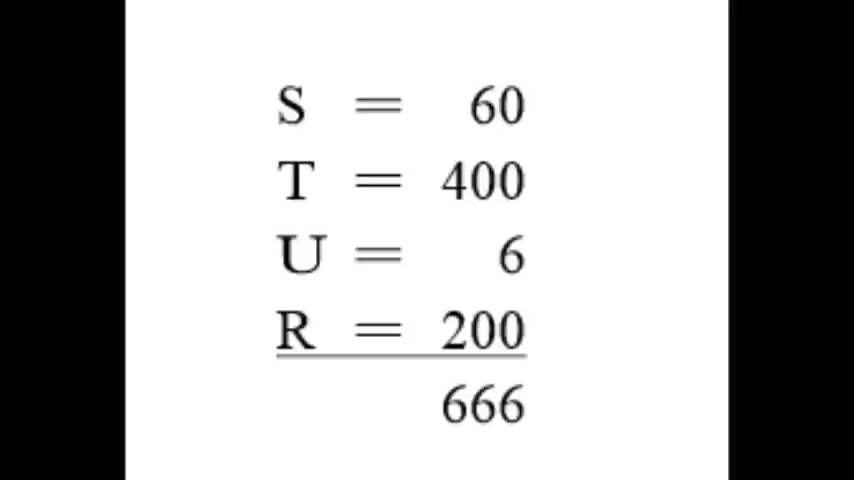 S = 60
T = 400
U = 6
R = 200
666